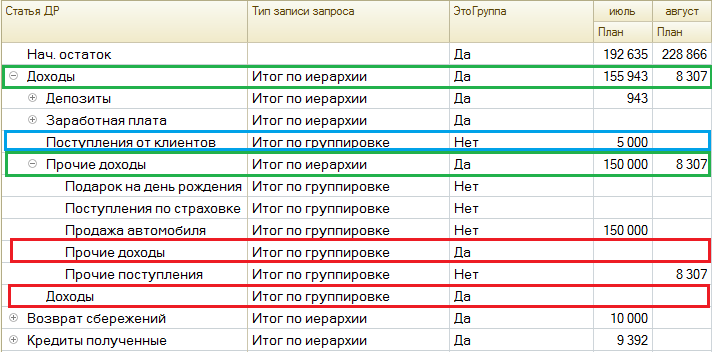 Статья ДР Тип записи запроса ЭтоГруппа июль август
План План
Нач. остаток Да 192 635 228 866
Доходы Итог по иерархии Да 155 943 8 307
Депозиты Итог по иерархии Да 943
Заработная плата Итог по иерархии Да
Поступления от клиентов Итог по группировке Нет 5 000
Прочие доходы Итог по иерархии Да 150 000 8 307
Подарок на день рождения Итог по группировке Нет
Поступления по страховке Итог по группировке Нет
Продажа автомобиля Итог по группировке Нет 150 000
Прочие доходы Итог по группировке Да
Прочие поступления Итог по группировке Нет 8 307
Доходы Итог по группировке Да
Возврат сбережений Итог по иерархии Да 10 000
Кредиты полученные Итог по иерархии Да 9 392